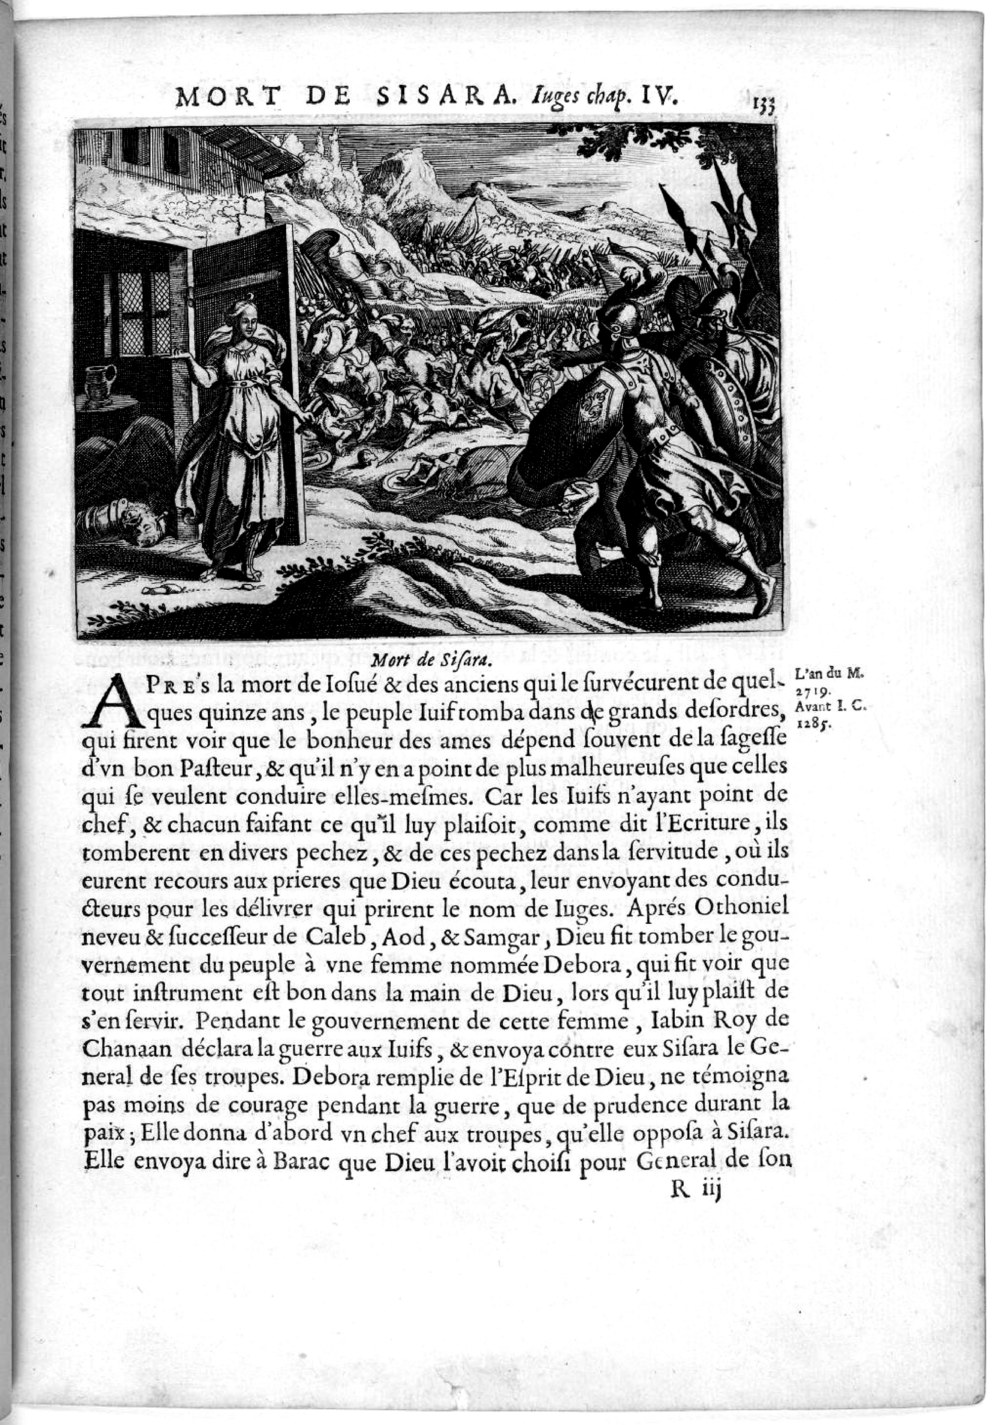 MORT DE SISARA. Iuges chap. IV. 133
Mort de Siſara.
APRE'S la mort de Ioſué & des anciens qui le ſurvécurent de quel-
ques quinze ans, le peuple Iuif tomba dans de grands deſordres,
qui firent voir que le bonheur des ames dépend ſouvent de la ſageſſe
d'vn bon Paſteur, & qu'il n'y en a point de plus malheureuſes que celles
qui ſe veulent conduire elles-meſmes. Car les Iuifs n'ayant point de
chef, & chacun faiſant ce qu'il luy plaiſoit, comme dit l'Ecriture, ils
tomberent en divers pechez, & de ces pechez dans la ſervitude, où ils
eurent recours aux prieres que Dieu écouta, leur envoyant des condu-
cteurs pour les délivrer qui prirent le nom de Iuges. Aprés Othoniel
neveu & ſucceſſeur de Caleb, Aod, & Samgar, Dieu fit tomber le gou-
vernement du peuple à vne femme nommée Debora, qui fit voir que
tout inſtrument eſt bon dans la main de Dieu, lors qu'il luy plaiſt de
s'en ſervir. Pendant le gouvernement de cette femme, Iabin Roy de
Chanaan déclara la guerre aux Iuifs, & envoya contre eux Siſara le Ge-
neral de ſes troupes. Debora remplie de l'Eſprit de Dieu, ne témoigna
pas moins de courage pendant la guerre, que de prudence durant la
paix; Elle donna d'abord vn chef aux troupes, qu'elle oppoſa à Siſara.
Elle envoya dire à Barac que Dieu l'avoit choiſi pour General de ſon
R iij
L'an du M.
2719.
Avant I. C.
1285.